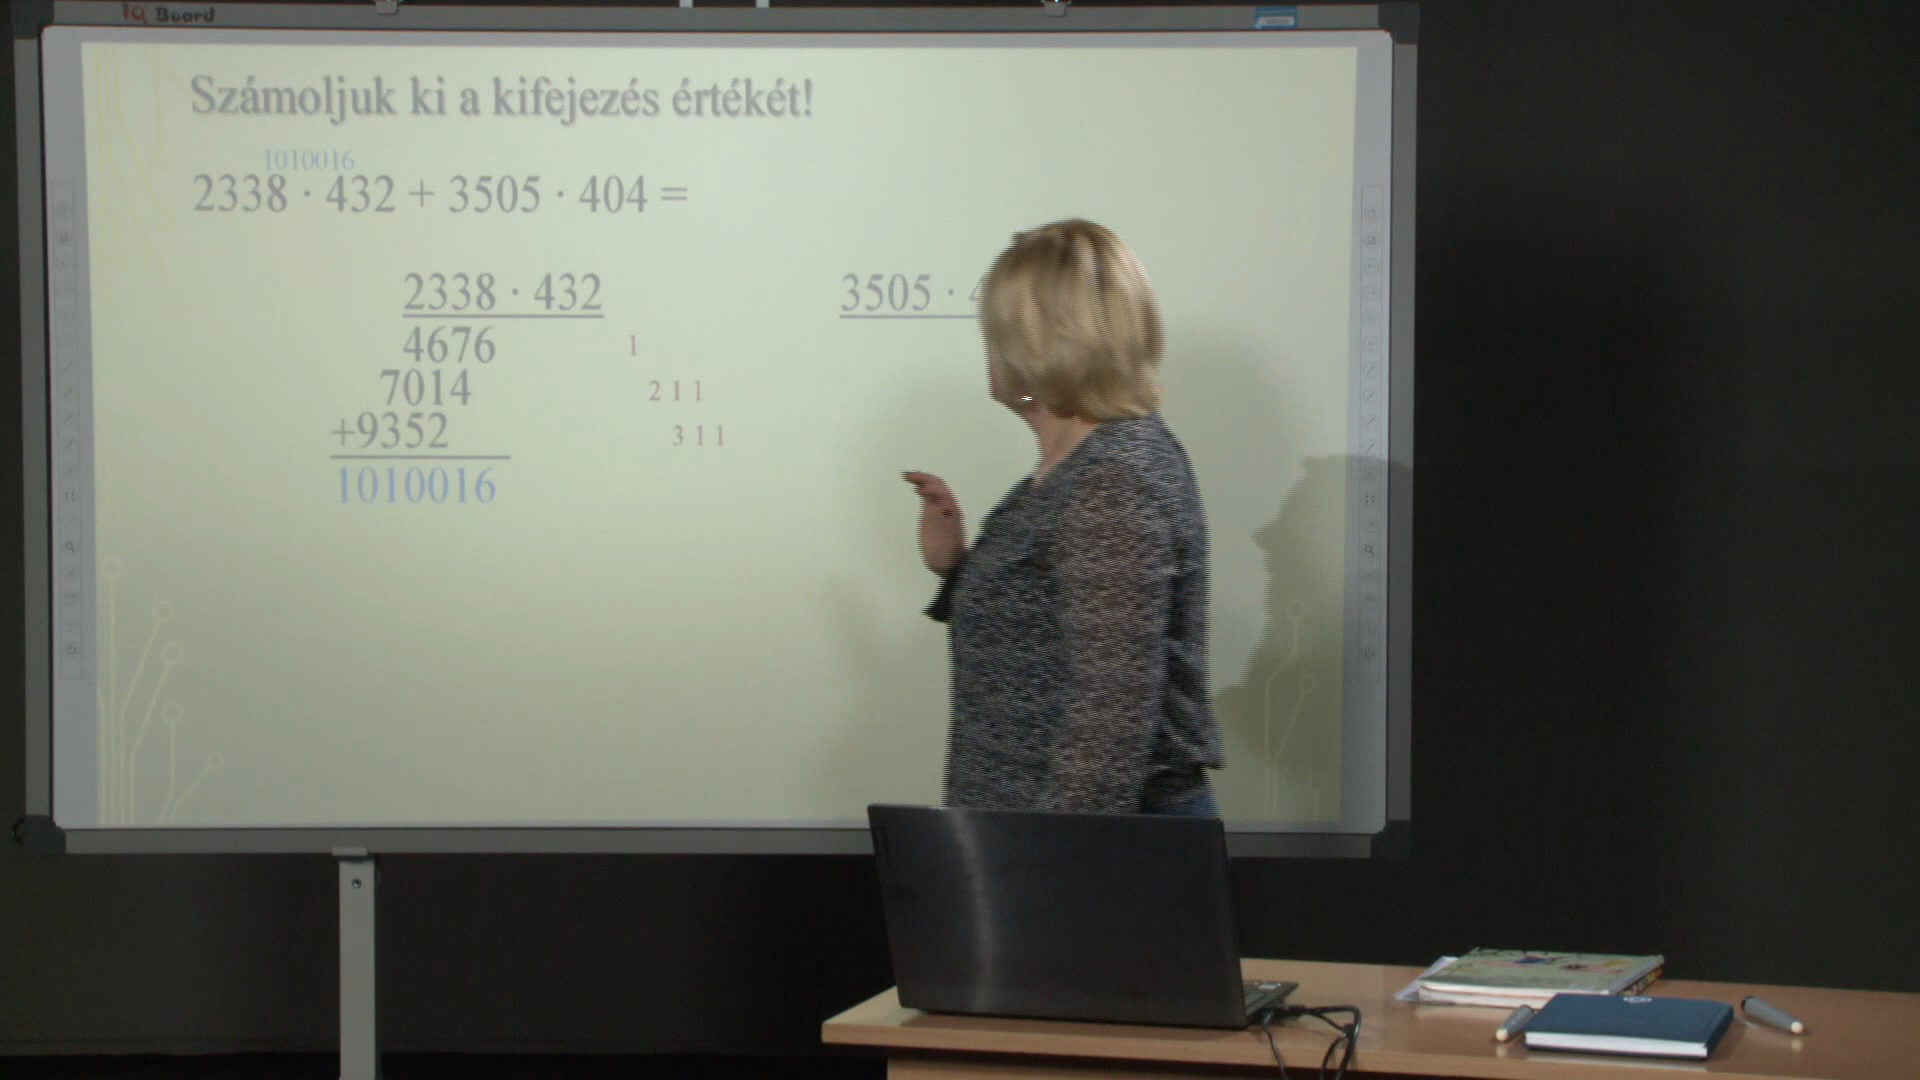 iQ Board
Számoljuk ki a kifejezés értékét!
1010016
2338 · 432 + 3505 · 404 =
2338 · 432
4676 1
7014 2 1 1
+9352 3 1 1
1010016
3505 · 4